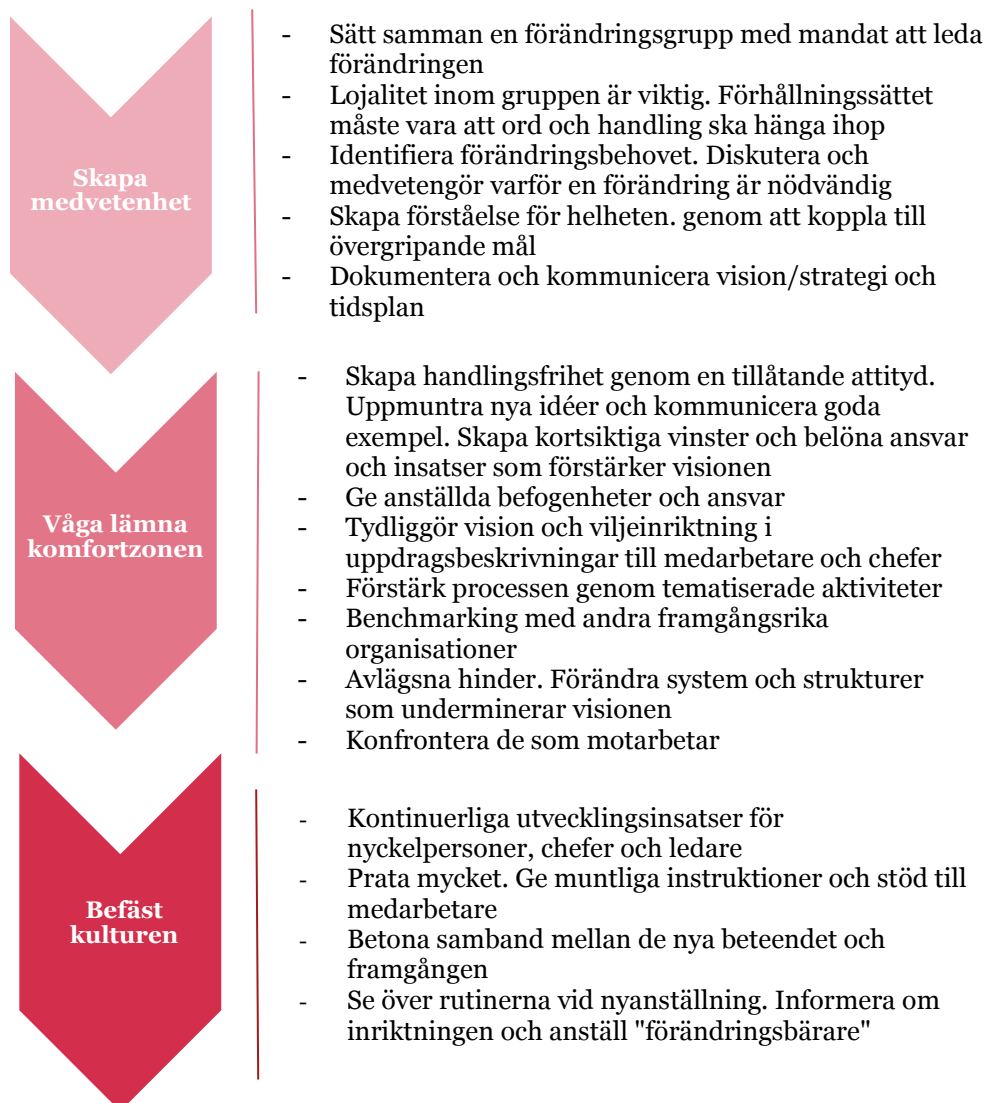 Skapa
medvetenhet
- Sätt samman en förändringsgrupp med mandat att leda
förändringen
- Lojalitet inom gruppen är viktig. Förhållningssättet
måste vara att ord och handling ska hänga ihop
- Identifiera förändringsbehovet. Diskutera och
medvetengör varför en förändring är nödvändig
- Skapa förståelse för helheten. genom att koppla till
övergripande mål
- Dokumentera och kommunicera vision/strategi och
tidsplan
Våga lämna
komfortzonen
- Skapa handlingsfrihet genom en tillåtande attityd.
Uppmuntra nya idéer och kommunicera goda
exempel. Skapa kortsiktiga vinster och belöna ansvar
och insatser som förstärker visionen
- Ge anställda befogenheter och ansvar
- Tydliggör vision och viljeinriktning i
uppdragsbeskrivningar till medarbetare och chefer
- Förstärk processen genom tematiserade aktiviteter
- Benchmarking med andra framgångsrika
organisationer
- Avlägsna hinder. Förändra system och strukturer
som underminerar visionen
- Konfrontera de som motarbetar
Befäst
kulturen
- Kontinuerliga utvecklingsinsatser för
nyckelpersoner, chefer och ledare
- Prata mycket. Ge muntliga instruktioner och stöd till
medarbetare
- Betona samband mellan de nya beteendet och
framgången
- Se över rutinerna vid nyanställning. Informera om
inriktningen och anställ "förändringsbärare"